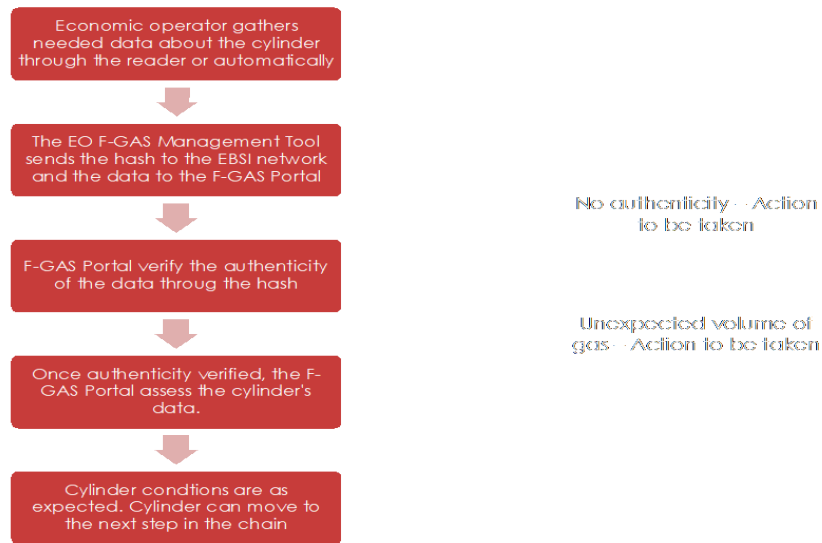 Economic operator gathers
needed data about the cylinder
through the reader or automatically
The EO F-GAS Management Tool
sends the hash to the EBSI network
and the data to the F-GAS Portal
F-GAS Portal verify the authenticity
of the data throug the hash
Once authenticity verified, the F-
GAS Portal assess the cylinder's
data.
Cylinder condtions are as
expected. Cylinder can move to
the next step in the chain
No authenticity - Action
to be taken
Unexpected volume of
gas - Action to be taken